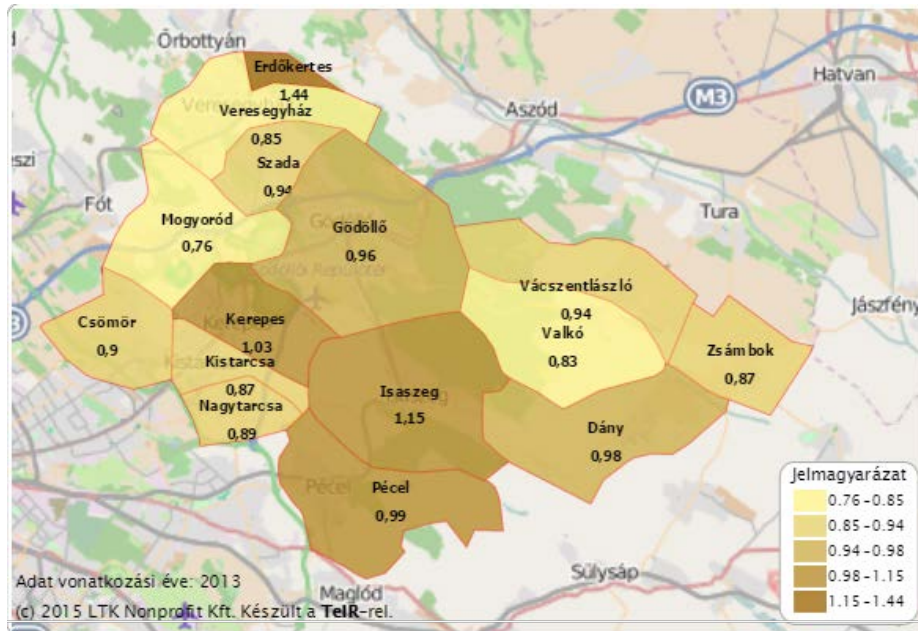 Őrbottyán
Erdőkertes
1,44
Veresegyház
0,85
Szada
0,94
Hatvan
M3
Aszód
Fót
Mogyoród
0,76
Gödöllő
0,96
Tura
Vácszentlászló
0,94
Jászfény
Csömör
0,9
Kerepes
1,03
Valkó
0,83
Zsámbok
0,87
Kistarcsa
0,87
Nagytarcsa
0,89
Isaszeg
1,15
Dány
0,98
Pécel
Pécel
0,99
Jelmagyarázat
0.76-0.85
0.85-0.94
0.94-0.98
0.98-1.15
1.15-1.44
Adat vonatkozási éve: 2013
Maglód
Sülysáp
(c) 2015 LTK Nonprofit Kft. Készült a TeIR-rel.